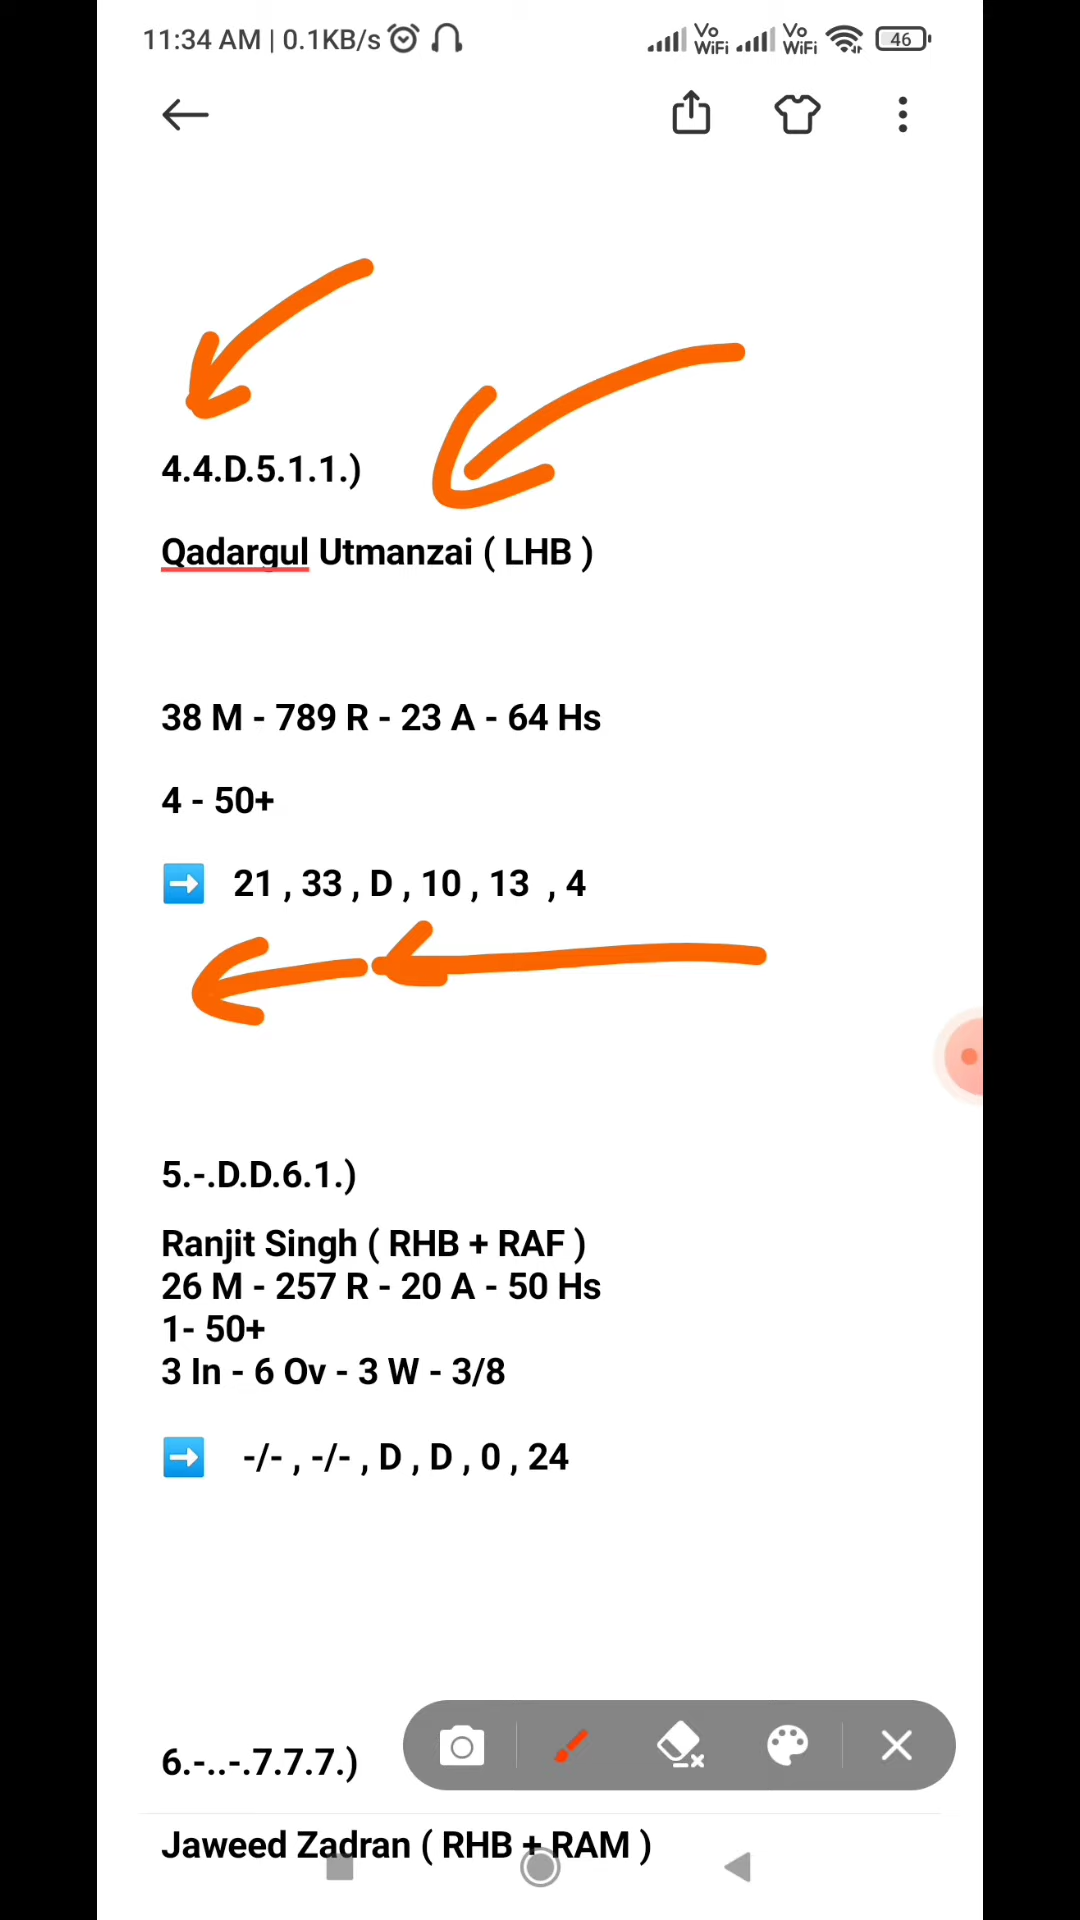 11:34 AM | 0.1KB/s
Vo WiFi Vo WiFi 46
4.4.D.5.1.1.)
Qadargul Utmanzai ( LHB )
38 M - 789 R - 23 A - 64 Hs
4 - 50+
➡️ 21 , 33 , D , 10 , 13 , 4
5.-.D.D.6.1.)
Ranjit Singh ( RHB + RAF )
26 M - 257 R - 20 A - 50 Hs
1- 50+
3 In - 6 Ov - 3 W - 3/8
➡️ -/- , -/- , D , D , 0 , 24
6.-..-.7.7.7.)
Jaweed Zadran ( RHB + RAM )